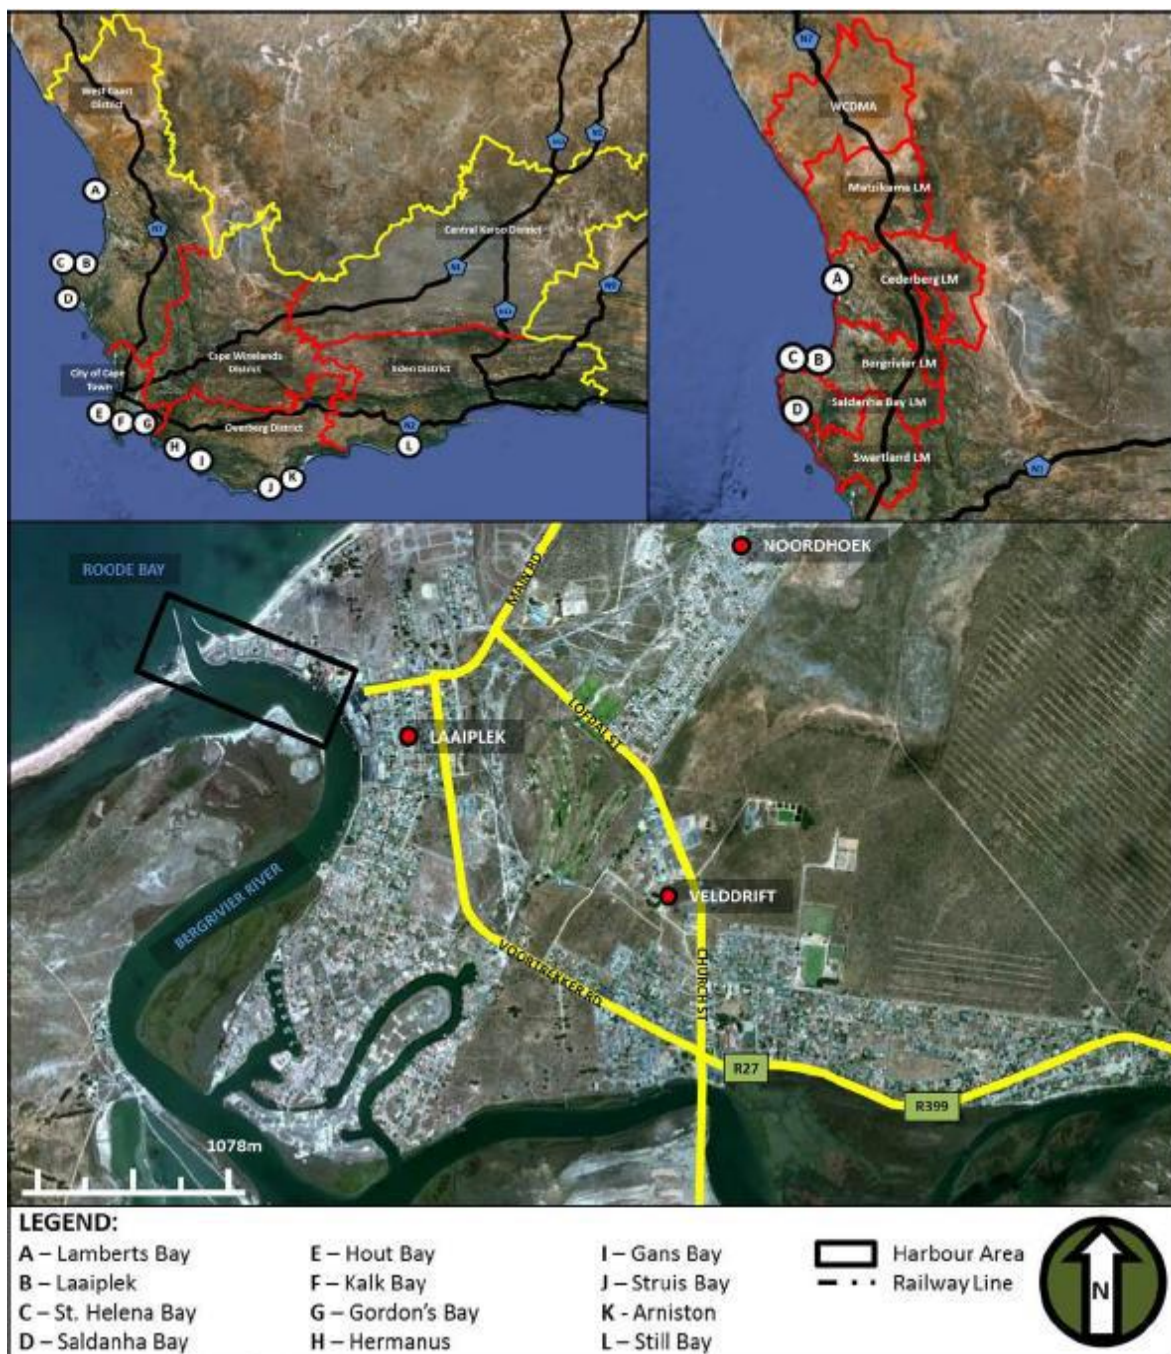 West Coast
District
N7
A
C
B
D
City of Cape
Town
Cape Winelands
District
Central Karoo District
N1
Eden District
Overberg District
N2
E
F
G
H
I
J
K
L
N7
WCDMA
Matzikama LM
Cederberg LM
A
C
B
Bergrivier LM
D
Saldanha Bay LM
Swartland LM
N1
ROODE BAY
NOORDHOEK
MAIN RD
LAAIPLEK
VELDDRIFT
BERGRIVIER RIVER
VOORTREKKER RD
CHURCH ST
R27
R399
1078m
LEGEND:
A – Lamberts Bay
B – Laaiplek
C – St. Helena Bay
D – Saldanha Bay
E – Hout Bay
F – Kalk Bay
G – Gordon's Bay
H – Hermanus
I – Gans Bay
J – Struis Bay
K - Arniston
L – Still Bay
Harbour Area
Railway Line
N